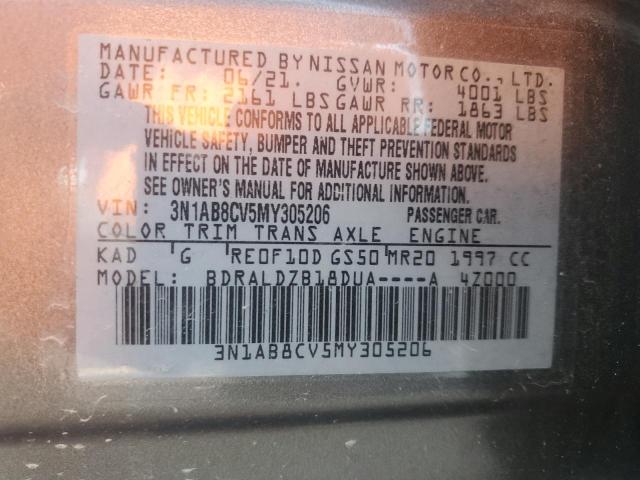 MANUFACTURED BY NISSAN MOTOR CO., LTD.
DATE: 06/21. GVWR: 4001 LBS
GAWR FR: 2161 LBS GAWR RR: 1863 LBS
THIS VEHICLE CONFORMS TO ALL APPLICABLE FEDERAL MOTOR
VEHICLE SAFETY, BUMPER AND THEFT PREVENTION STANDARDS
IN EFFECT ON THE DATE OF MANUFACTURE SHOWN ABOVE.
SEE OWNER'S MANUAL FOR ADDITIONAL INFORMATION.
VIN: 3N1AB8CV5MY305206 PASSENGER CAR.
COLOR TRIM TRANS AXLE ENGINE
KAD G RE0F10D GS50 MR20 1997 CC
MODEL: BDRALDZB18DUA----A 4Z000
3N1AB8CV5MY305206